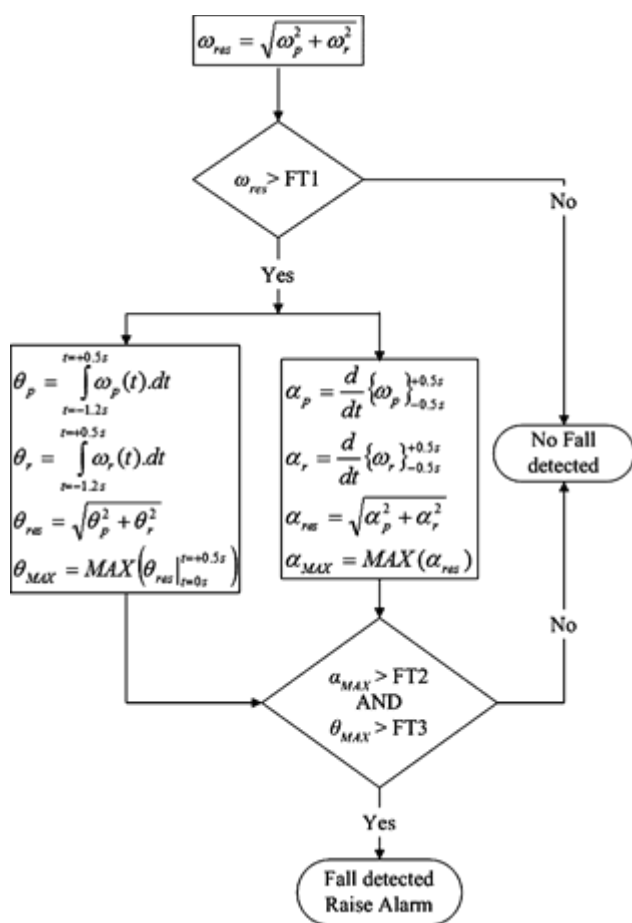 ω_res = √(ω_p² + ω_r²)
ω_res > FT1
No
Yes
θ_p = ∫_{t=-1.2s}^{t=+0.5s} ω_p(t).dt
θ_r = ∫_{t=-1.2s}^{t=+0.5s} ω_r(t).dt
θ_res = √(θ_p² + θ_r²)
θ_MAX = MAX(θ_res|_{t=0s}^{t=+0.5s})
α_p = d/dt {ω_p}_{-0.5s}^{+0.5s}
α_r = d/dt {ω_r}_{-0.5s}^{+0.5s}
α_res = √(α_p² + α_r²)
α_MAX = MAX(α_res)
No Fall
detected
No
α_MAX > FT2
AND
θ_MAX > FT3
Yes
Fall detected
Raise Alarm